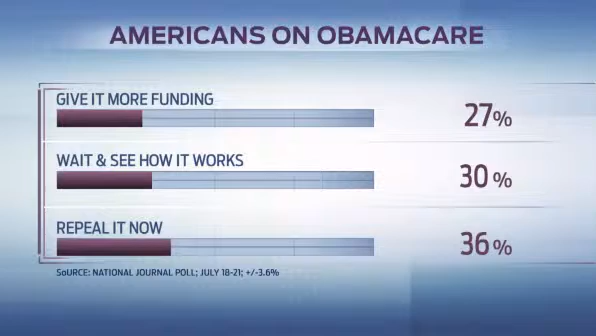 AMERICANS ON OBAMACARE
GIVE IT MORE FUNDING
27%
WAIT & SEE HOW IT WORKS
30%
REPEAL IT NOW
36%
SoURCE: NATIONAL JOURNAL POLL; JULY 18-21; +/-3.6%